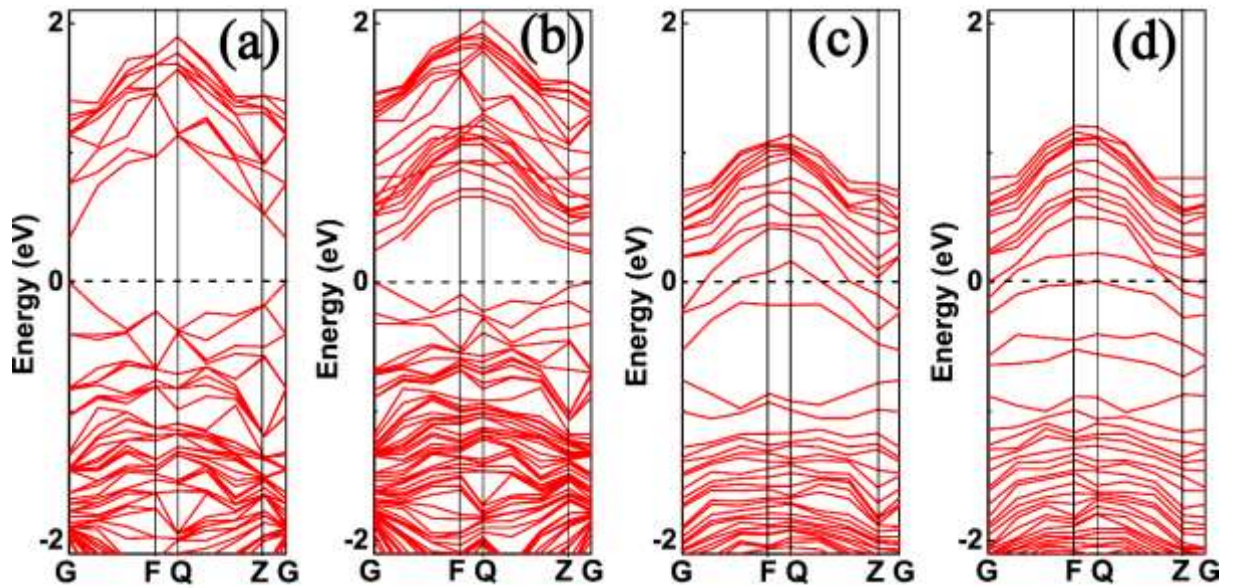 (a)
(b)
(c)
(d)
2
2
2
2
Energy (eV)
Energy (eV)
Energy (eV)
Energy (eV)
0
0
0
0
-2
-2
-2
-2
G F Q Z G
G F Q Z G
G F Q Z G
G F Q Z G